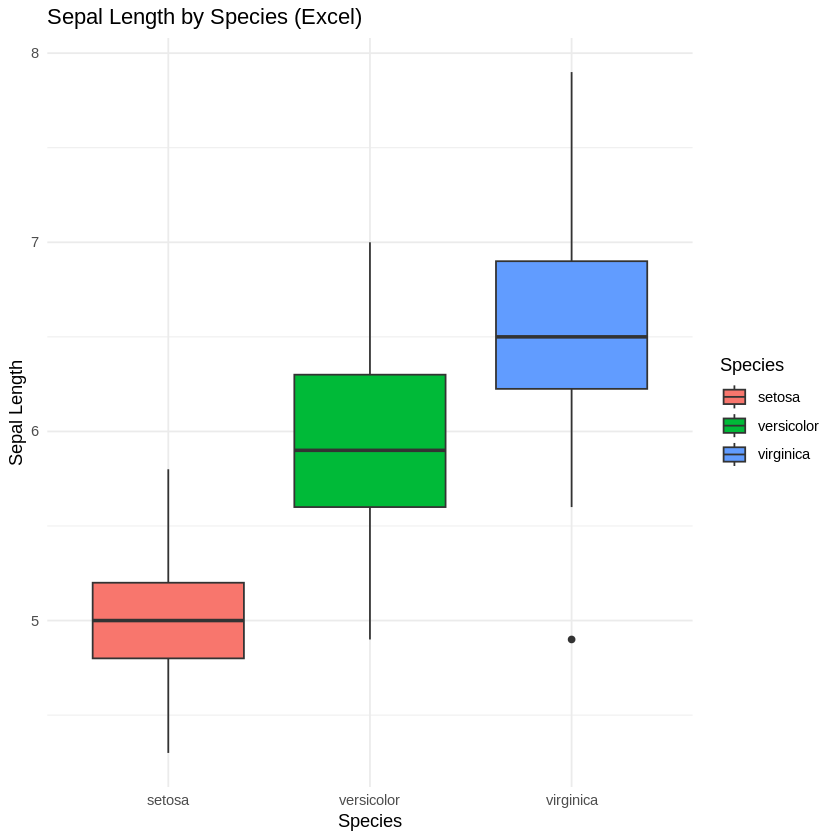 Sepal Length by Species (Excel)
8
7
6
5
Sepal Length
setosa
versicolor
virginica
Species
Species
setosa
versicolor
virginica